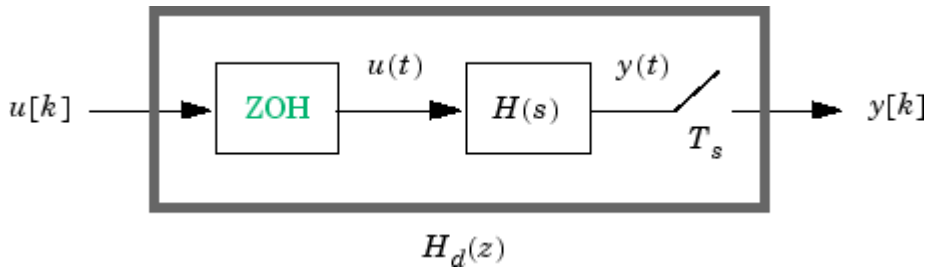 u[k]
ZOH
u(t)
H(s)
y(t)
T_s
y[k]
H_d(z)